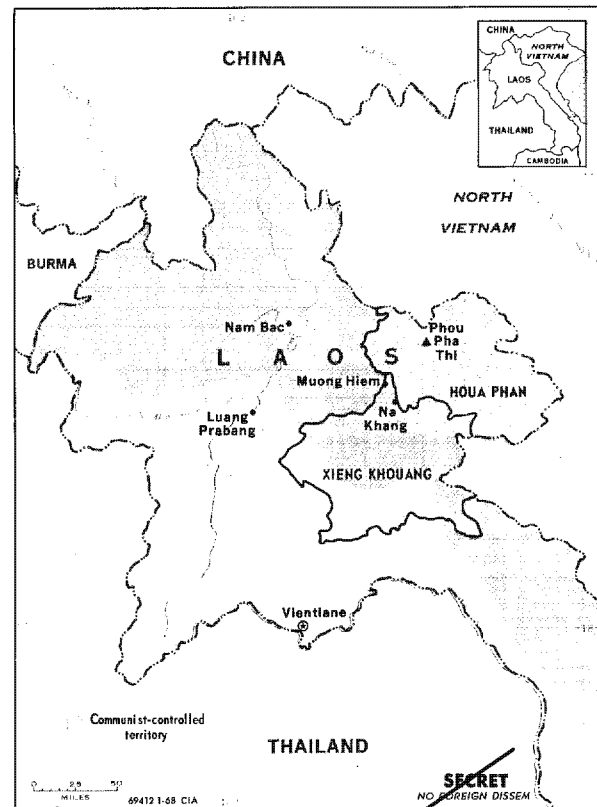 CHINA
CHINA
NORTH
VIETNAM
LAOS
THAILAND
CAMBODIA
NORTH
VIETNAM
BURMA
Nam Bac
Phou
Pha
Thi
LAOS
Muong Hiem
HOUA PHAN
Luang
Prabang
Na
Khang
XIENG KHOUANG
Vientiane
Communist-controlled
territory
THAILAND
0 25 50
MILES
69412 1-68 CIA
SECRET
NO FOREIGN DISSEM